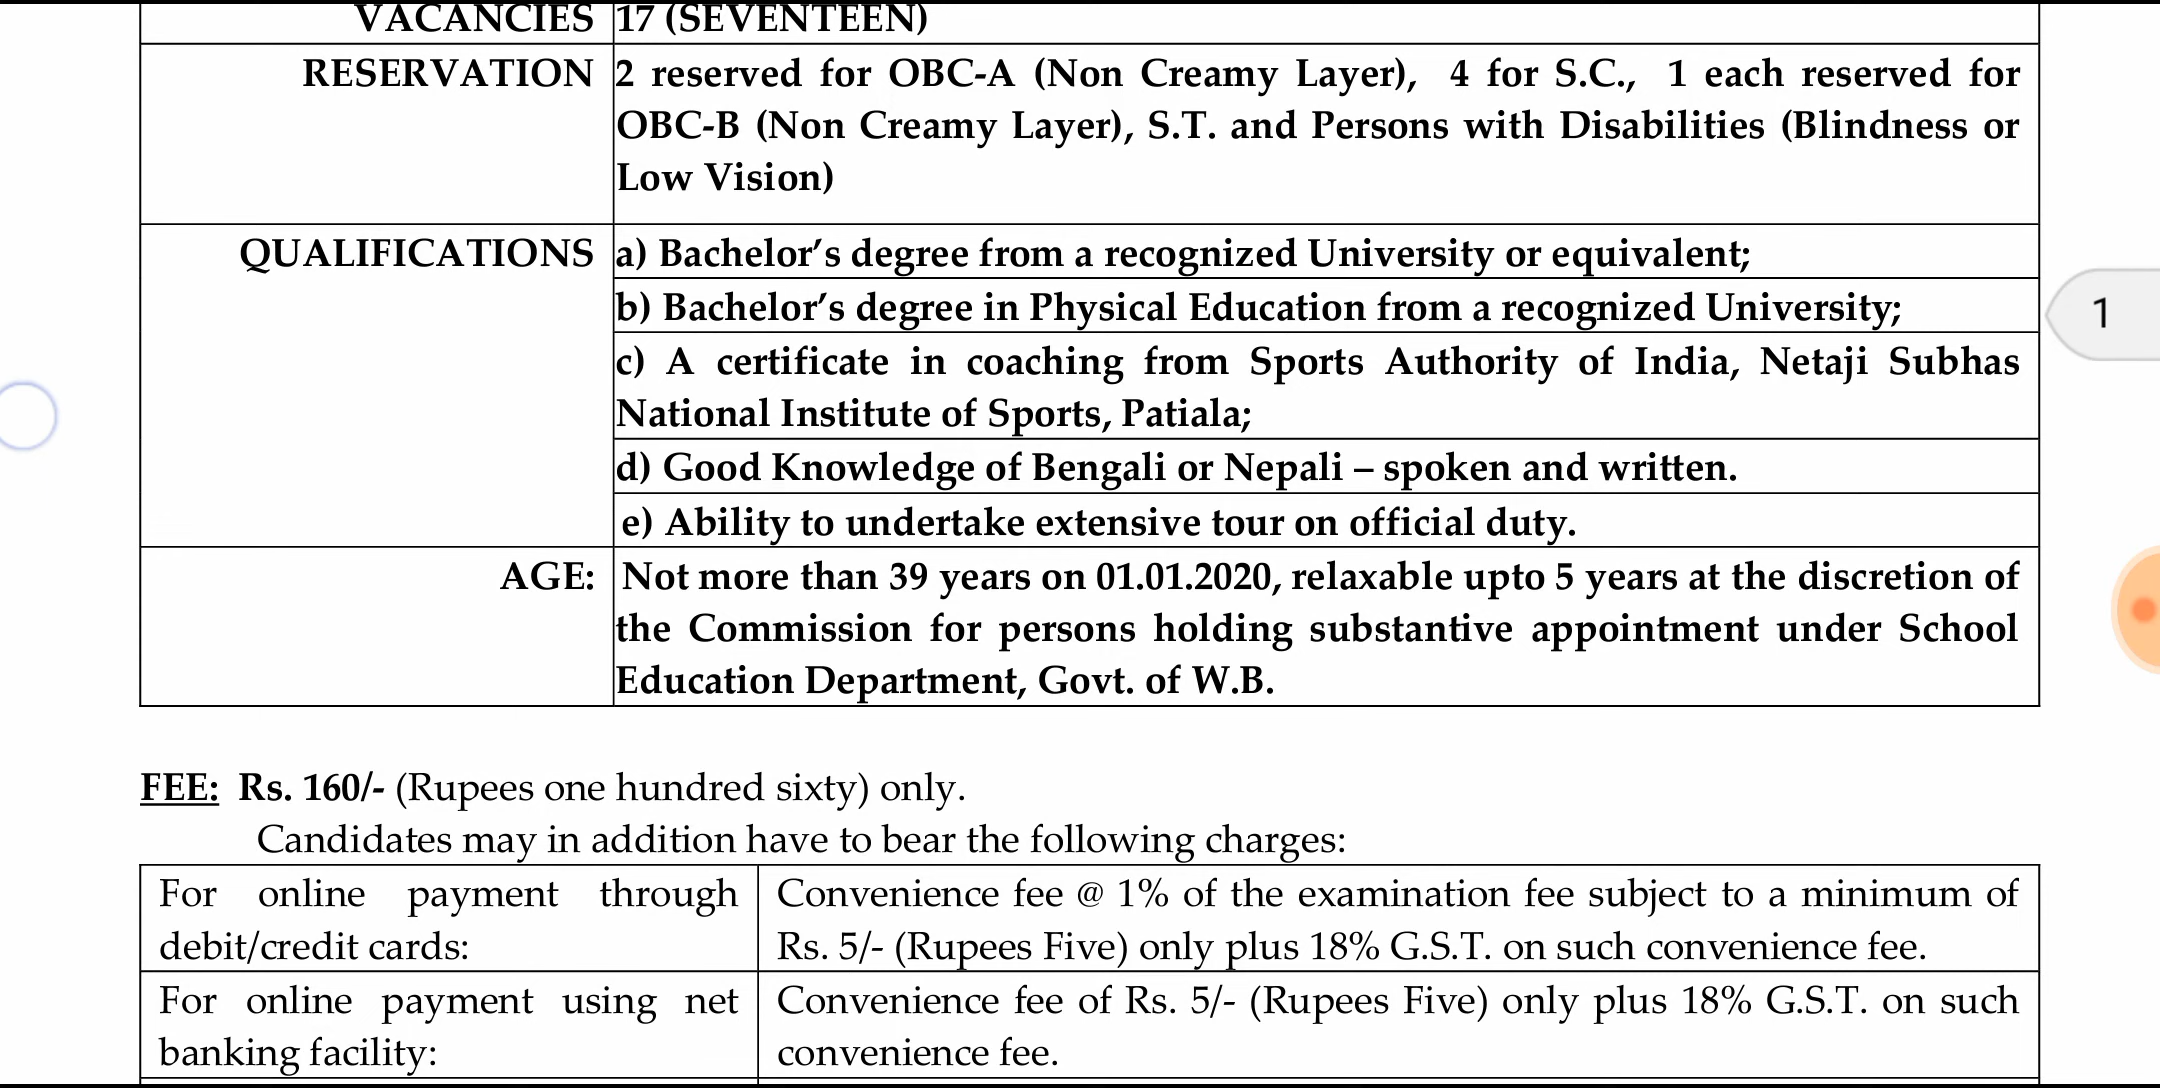 VACANCIES 17 (SEVENTEEN)
RESERVATION 2 reserved for OBC-A (Non Creamy Layer), 4 for S.C., 1 each reserved for
OBC-B (Non Creamy Layer), S.T. and Persons with Disabilities (Blindness or
Low Vision)
QUALIFICATIONS a) Bachelor’s degree from a recognized University or equivalent;
b) Bachelor’s degree in Physical Education from a recognized University;
c) A certificate in coaching from Sports Authority of India, Netaji Subhas
National Institute of Sports, Patiala;
d) Good Knowledge of Bengali or Nepali – spoken and written.
e) Ability to undertake extensive tour on official duty.
AGE: Not more than 39 years on 01.01.2020, relaxable upto 5 years at the discretion of
the Commission for persons holding substantive appointment under School
Education Department, Govt. of W.B.
1
FEE: Rs. 160/- (Rupees one hundred sixty) only.
Candidates may in addition have to bear the following charges:
For online payment through
debit/credit cards:
Convenience fee @ 1% of the examination fee subject to a minimum of
Rs. 5/- (Rupees Five) only plus 18% G.S.T. on such convenience fee.
For online payment using net
banking facility:
Convenience fee of Rs. 5/- (Rupees Five) only plus 18% G.S.T. on such
convenience fee.